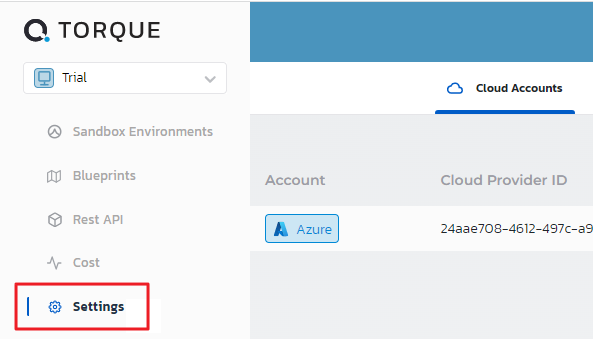 TORQUE
Trial
Sandbox Environments
Blueprints
Rest API
Cost
Settings
Cloud Accounts
Account
Cloud Provider ID
Azure
24aae708-4612-497c-a9